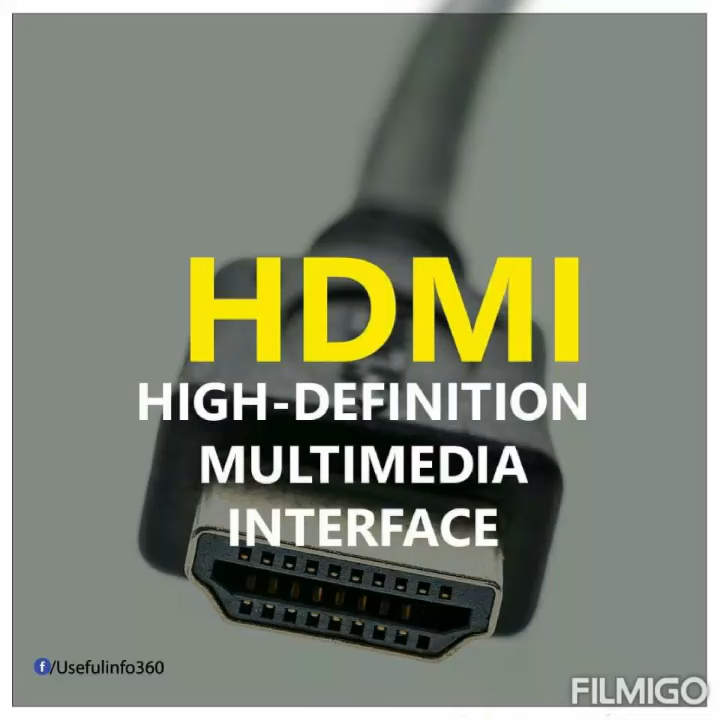 HDMI
HIGH-DEFINITION
MULTIMEDIA
INTERFACE
f/Usefulinfo360
FILMIGO